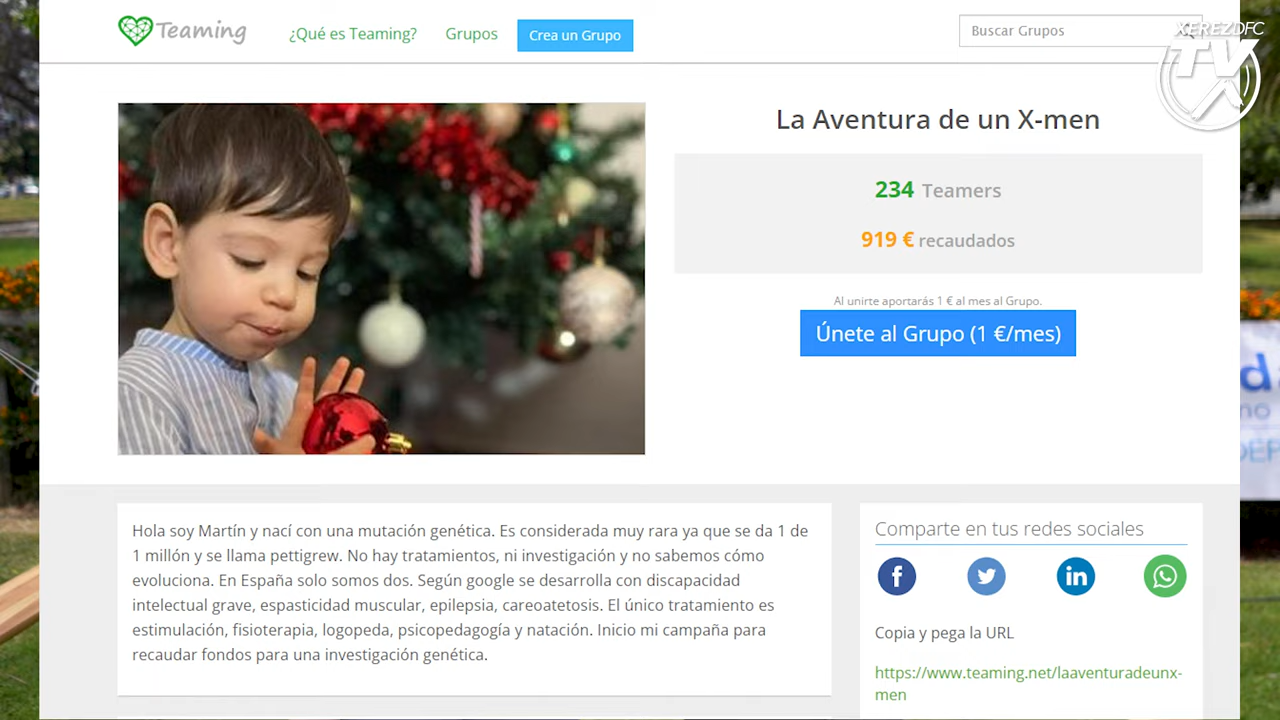 Teaming
¿Qué es Teaming?
Grupos
Crea un Grupo
Buscar Grupos
XEREZDFC
TV
La Aventura de un X-men
234 Teamers
919 € recaudados
Al unirte aportarás 1 € al mes al Grupo.
Únete al Grupo (1 €/mes)
Hola soy Martín y nací con una mutación genética. Es considerada muy rara ya que se da 1 de
1 millón y se llama pettigrew. No hay tratamientos, ni investigación y no sabemos cómo
evoluciona. En España solo somos dos. Según google se desarrolla con discapacidad
intelectual grave, espasticidad muscular, epilepsia, careoatetosis. El único tratamiento es
estimulación, fisioterapia, logopeda, psicopedagogía y natación. Inicio mi campaña para
recaudar fondos para una investigación genética.
Comparte en tus redes sociales
Copia y pega la URL
https://www.teaming.net/laaventuradeunx-
men